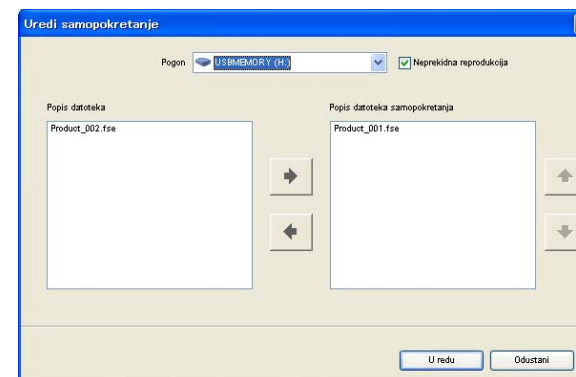 Uredi samopokretanje
Pogon USBMEMORY (H:) Neprekidna reprodukcija
Popis datoteka Popis datoteka samopokretanja
Product_002.fse Product_001.fse
U redu Odustani